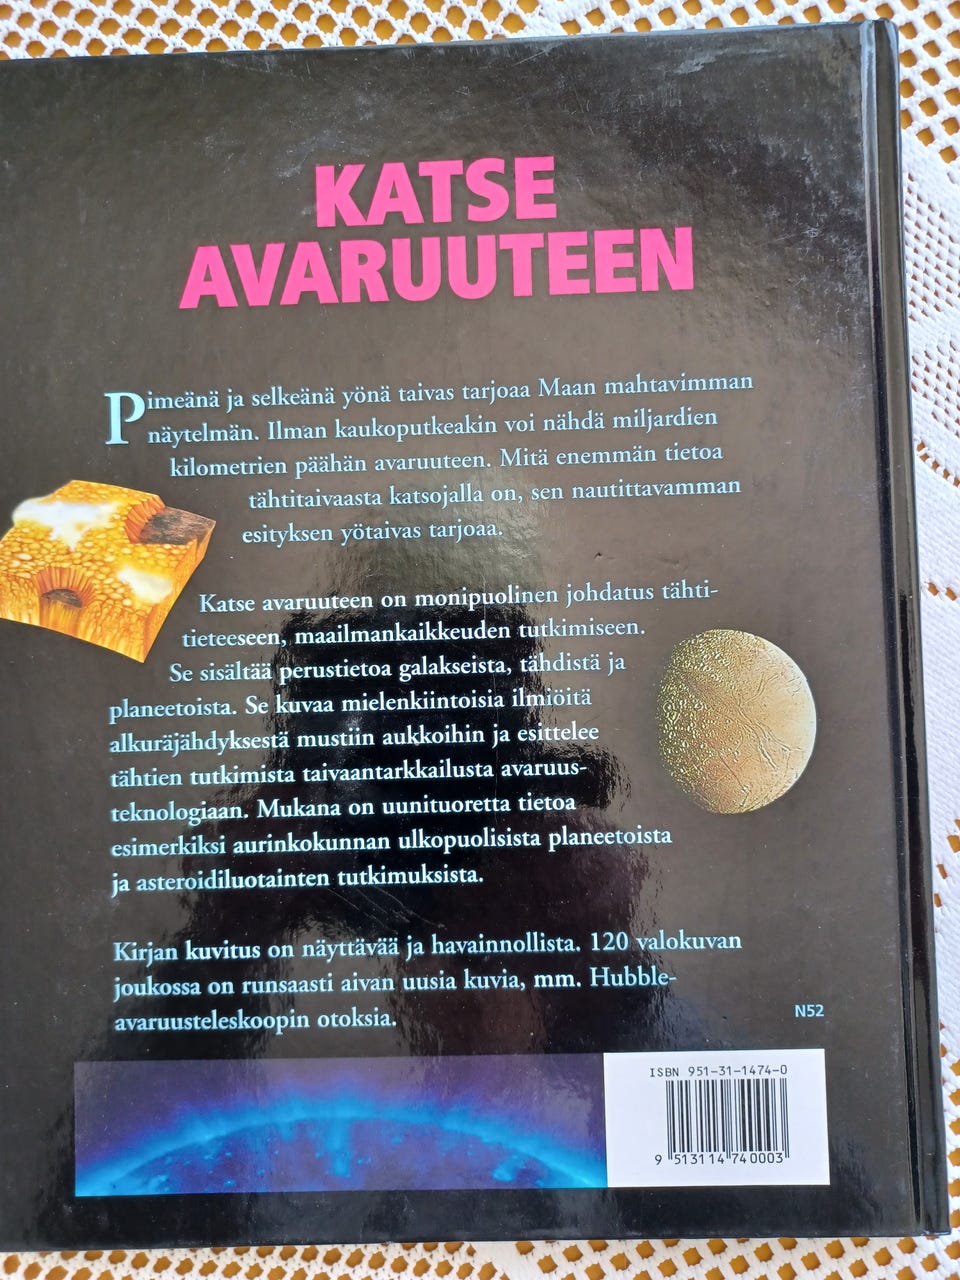 KATSE
AVARUUTEEN
Pimeänä ja selkeänä yönä taivas tarjoaa Maan mahtavimman
näytelmän. Ilman kaukoputkeakin voi nähdä miljardien
kilometrien päähän avaruuteen. Mitä enemmän tietoa
tähtitaivaasta katsojalla on, sen nautittavamman
esityksen yötaivas tarjoaa.
Katse avaruuteen on monipuolinen johdatus tähti-
tieteeseen, maailmankaikkeuden tutkimiseen.
Se sisältää perustietoa galakseista, tähdistä ja
planeetoista. Se kuvaa mielenkiintoisia ilmiöitä
alkuräjähdyksestä mustiin aukkoihin ja esittelee
tähtien tutkimista taivaantarkkailusta avaruus-
teknologiaan. Mukana on uunituoretta tietoa
esimerkiksi aurinkokunnan ulkopuolisista planeetoista
ja asteroidiluotainten tutkimuksista.
Kirjan kuvitus on näyttävää ja havainnollista. 120 valokuvan
joukossa on runsaasti aivan uusia kuvia, mm. Hubble-
avaruusteleskoopin otoksia.
N52
ISBN 951-31-1474-0
9 513114 740003